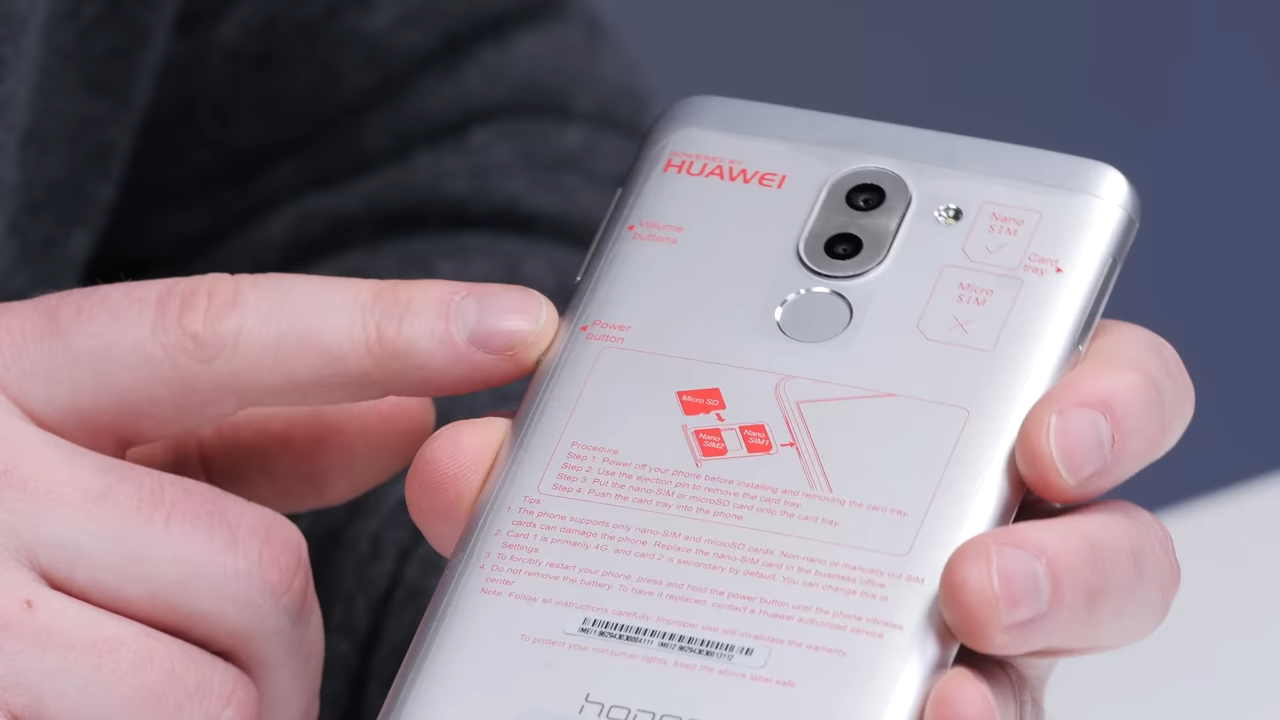 POWERED BY
HUAWEI
Volume
buttons
Nano
SIM
Card
tray
Micro
SIM
Power
button
Micro SD
Nano
SIM2
Nano
SIM1
Procedure
Step 1: Power off your phone before installing and removing the card tray.
Step 2: Use the ejection pin to remove the card tray.
Step 3: Put the nano-SIM or microSD card onto the card tray.
Step 4: Push the card tray into the phone.
Tips:
1. The phone supports only nano-SIM and microSD cards. Non-nano or manually cut SIM
cards can damage the phone. Replace the nano-SIM card in the business office.
2. Card 1 is primarily 4G, and card 2 is secondary by default. You can change this in
Settings.
3. To forcibly restart your phone, press and hold the power button until the phone vibrates.
4. Do not remove the battery. To have it replaced, contact a Huawei authorized service
center.
Note: Follow all instructions carefully. Improper use will invalidate the warranty.
To protect your consumer rights, keep the above label safe.